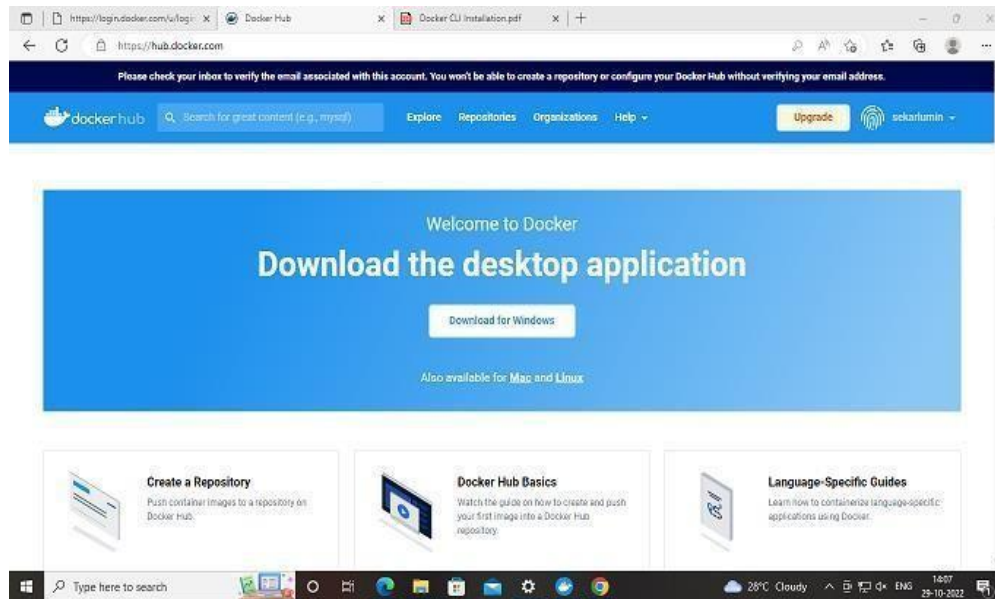 https://login.docker.com/u/logi
Docker Hub
Docker CLI Installation.pdf
https://hub.docker.com
Please check your inbox to verify the email associated with this account. You won't be able to create a repository or configure your Docker Hub without verifying your email address.
dockerhub
Search for great content (e.g., mysql)
Explore
Repositories
Organizations
Help
Upgrade
sekarlumin
Welcome to Docker
Download the desktop application
Download for Windows
Also available for Mac and Linux
Create a Repository
Push container images to a repository on
Docker Hub.
Docker Hub Basics
Watch the guide on how to create and push
your first image into a Docker Hub
repository.
Language-Specific Guides
Learn how to containerize language-specific
applications using Docker.
Type here to search
28°C Cloudy
ENG
14:07
29-10-2022